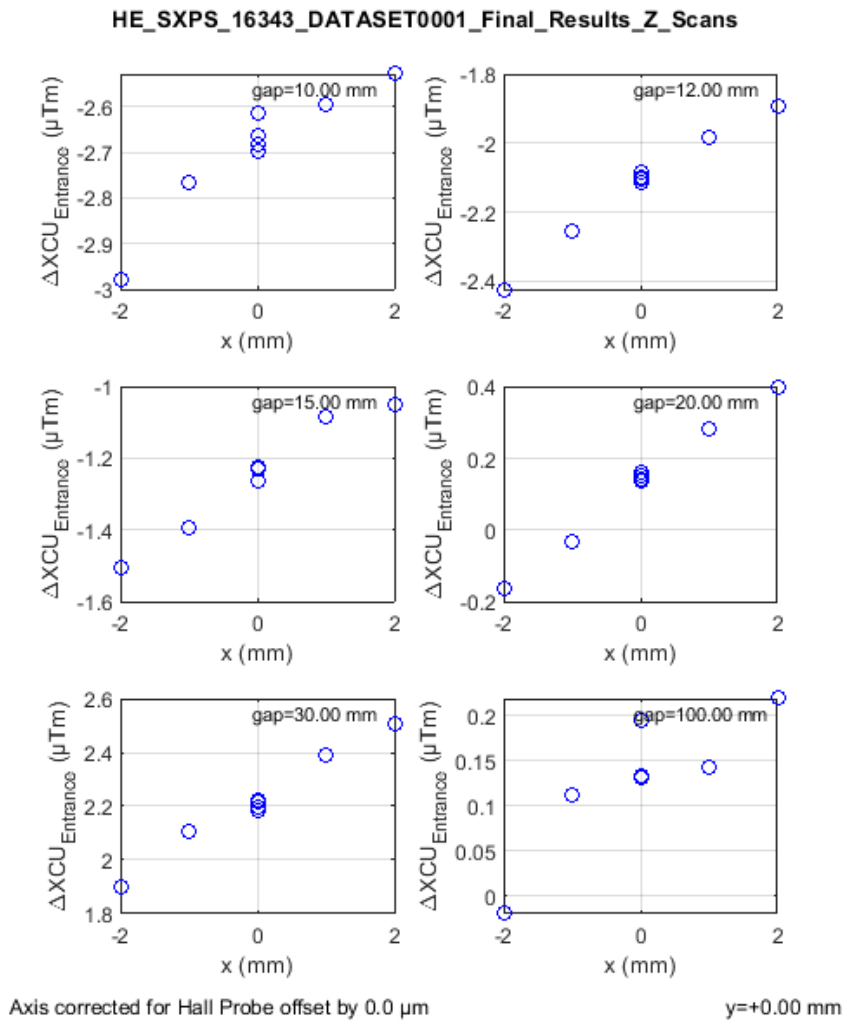 HE_SXPS_16343_DATASET0001_Final_Results_Z_Scans
gap=10.00 mm
ΔXCU_Entrance (µTm)
-2.6
-2.7
-2.8
-2.9
-3
-2 0 2
x (mm)
gap=12.00 mm
ΔXCU_Entrance (µTm)
-1.8
-2
-2.2
-2.4
-2 0 2
x (mm)
gap=15.00 mm
ΔXCU_Entrance (µTm)
-1
-1.2
-1.4
-1.6
-2 0 2
x (mm)
gap=20.00 mm
ΔXCU_Entrance (µTm)
0.4
0.2
0
-0.2
-2 0 2
x (mm)
gap=30.00 mm
ΔXCU_Entrance (µTm)
2.6
2.4
2.2
2
1.8
-2 0 2
x (mm)
gap=100.00 mm
ΔXCU_Entrance (µTm)
0.2
0.15
0.1
0.05
0
-2 0 2
x (mm)
Axis corrected for Hall Probe offset by 0.0 µm
y=+0.00 mm